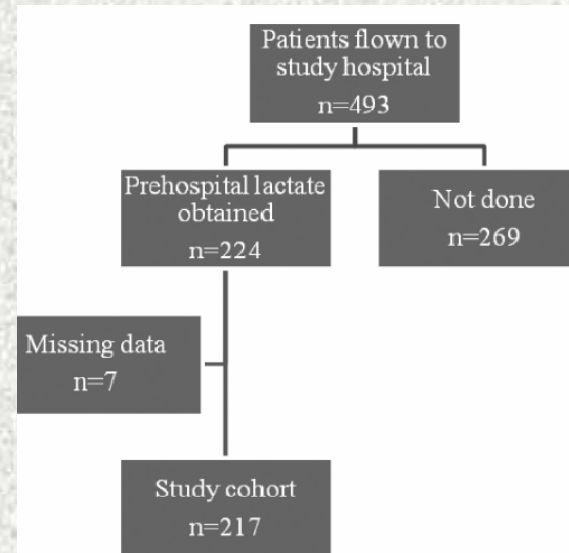 Patients flown to
study hospital
n=493
Prehospital lactate
obtained
n=224
Not done
n=269
Missing data
n=7
Study cohort
n=217